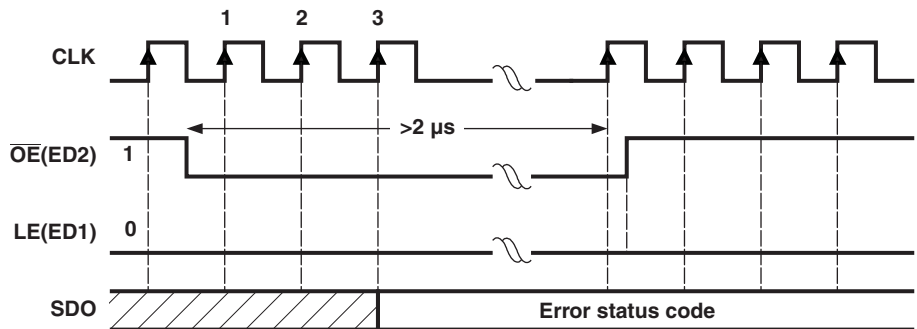 1 2 3
CLK
>2 µs
OE(ED2) 1
LE(ED1) 0
SDO Error status code